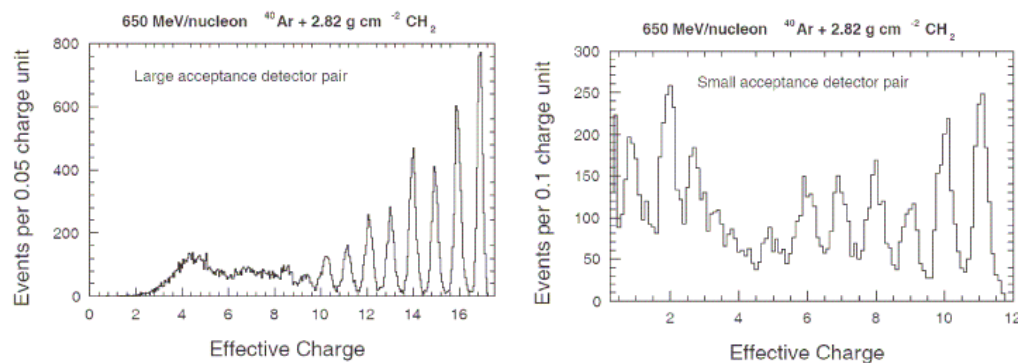 650 MeV/nucleon ⁴⁰Ar + 2.82 g cm ⁻² CH₂
Large acceptance detector pair
800
600
400
200
0
0 2 4 6 8 10 12 14 16
Events per 0.05 charge unit
Effective Charge
650 MeV/nucleon ⁴⁰Ar + 2.82 g cm ⁻² CH₂
Small acceptance detector pair
300
250
200
150
100
50
0
2 4 6 8 10 12
Events per 0.1 charge unit
Effective Charge